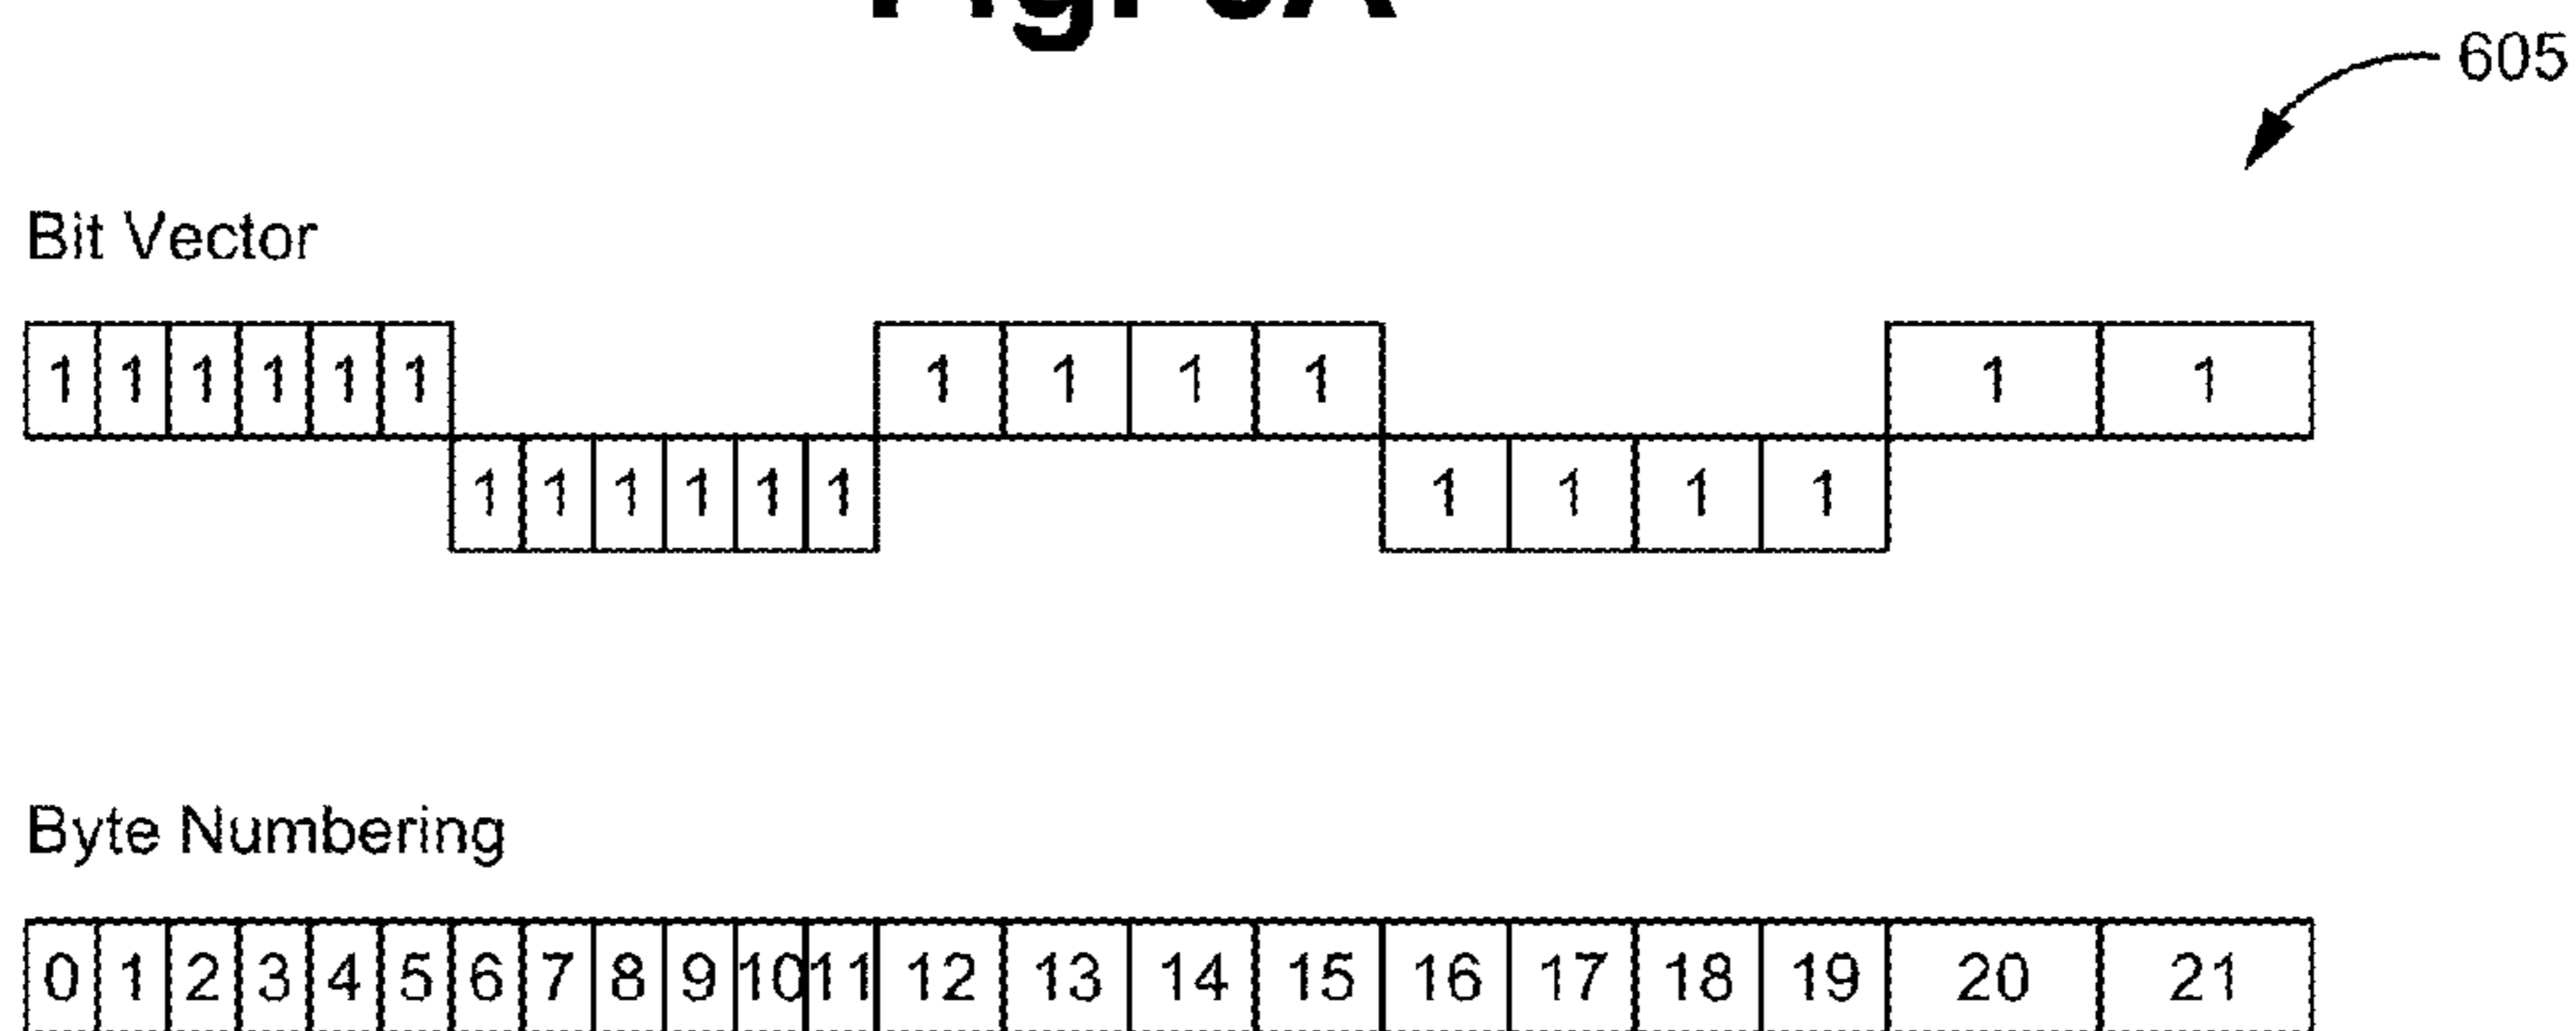 605
Bit Vector
1 1 1 1 1 1 1 1 1 1 1 1
1 1 1 1 1 1 1 1 1 1
Byte Numbering
0 1 2 3 4 5 6 7 8 9 10 11 12 13 14 15 16 17 18 19 20 21